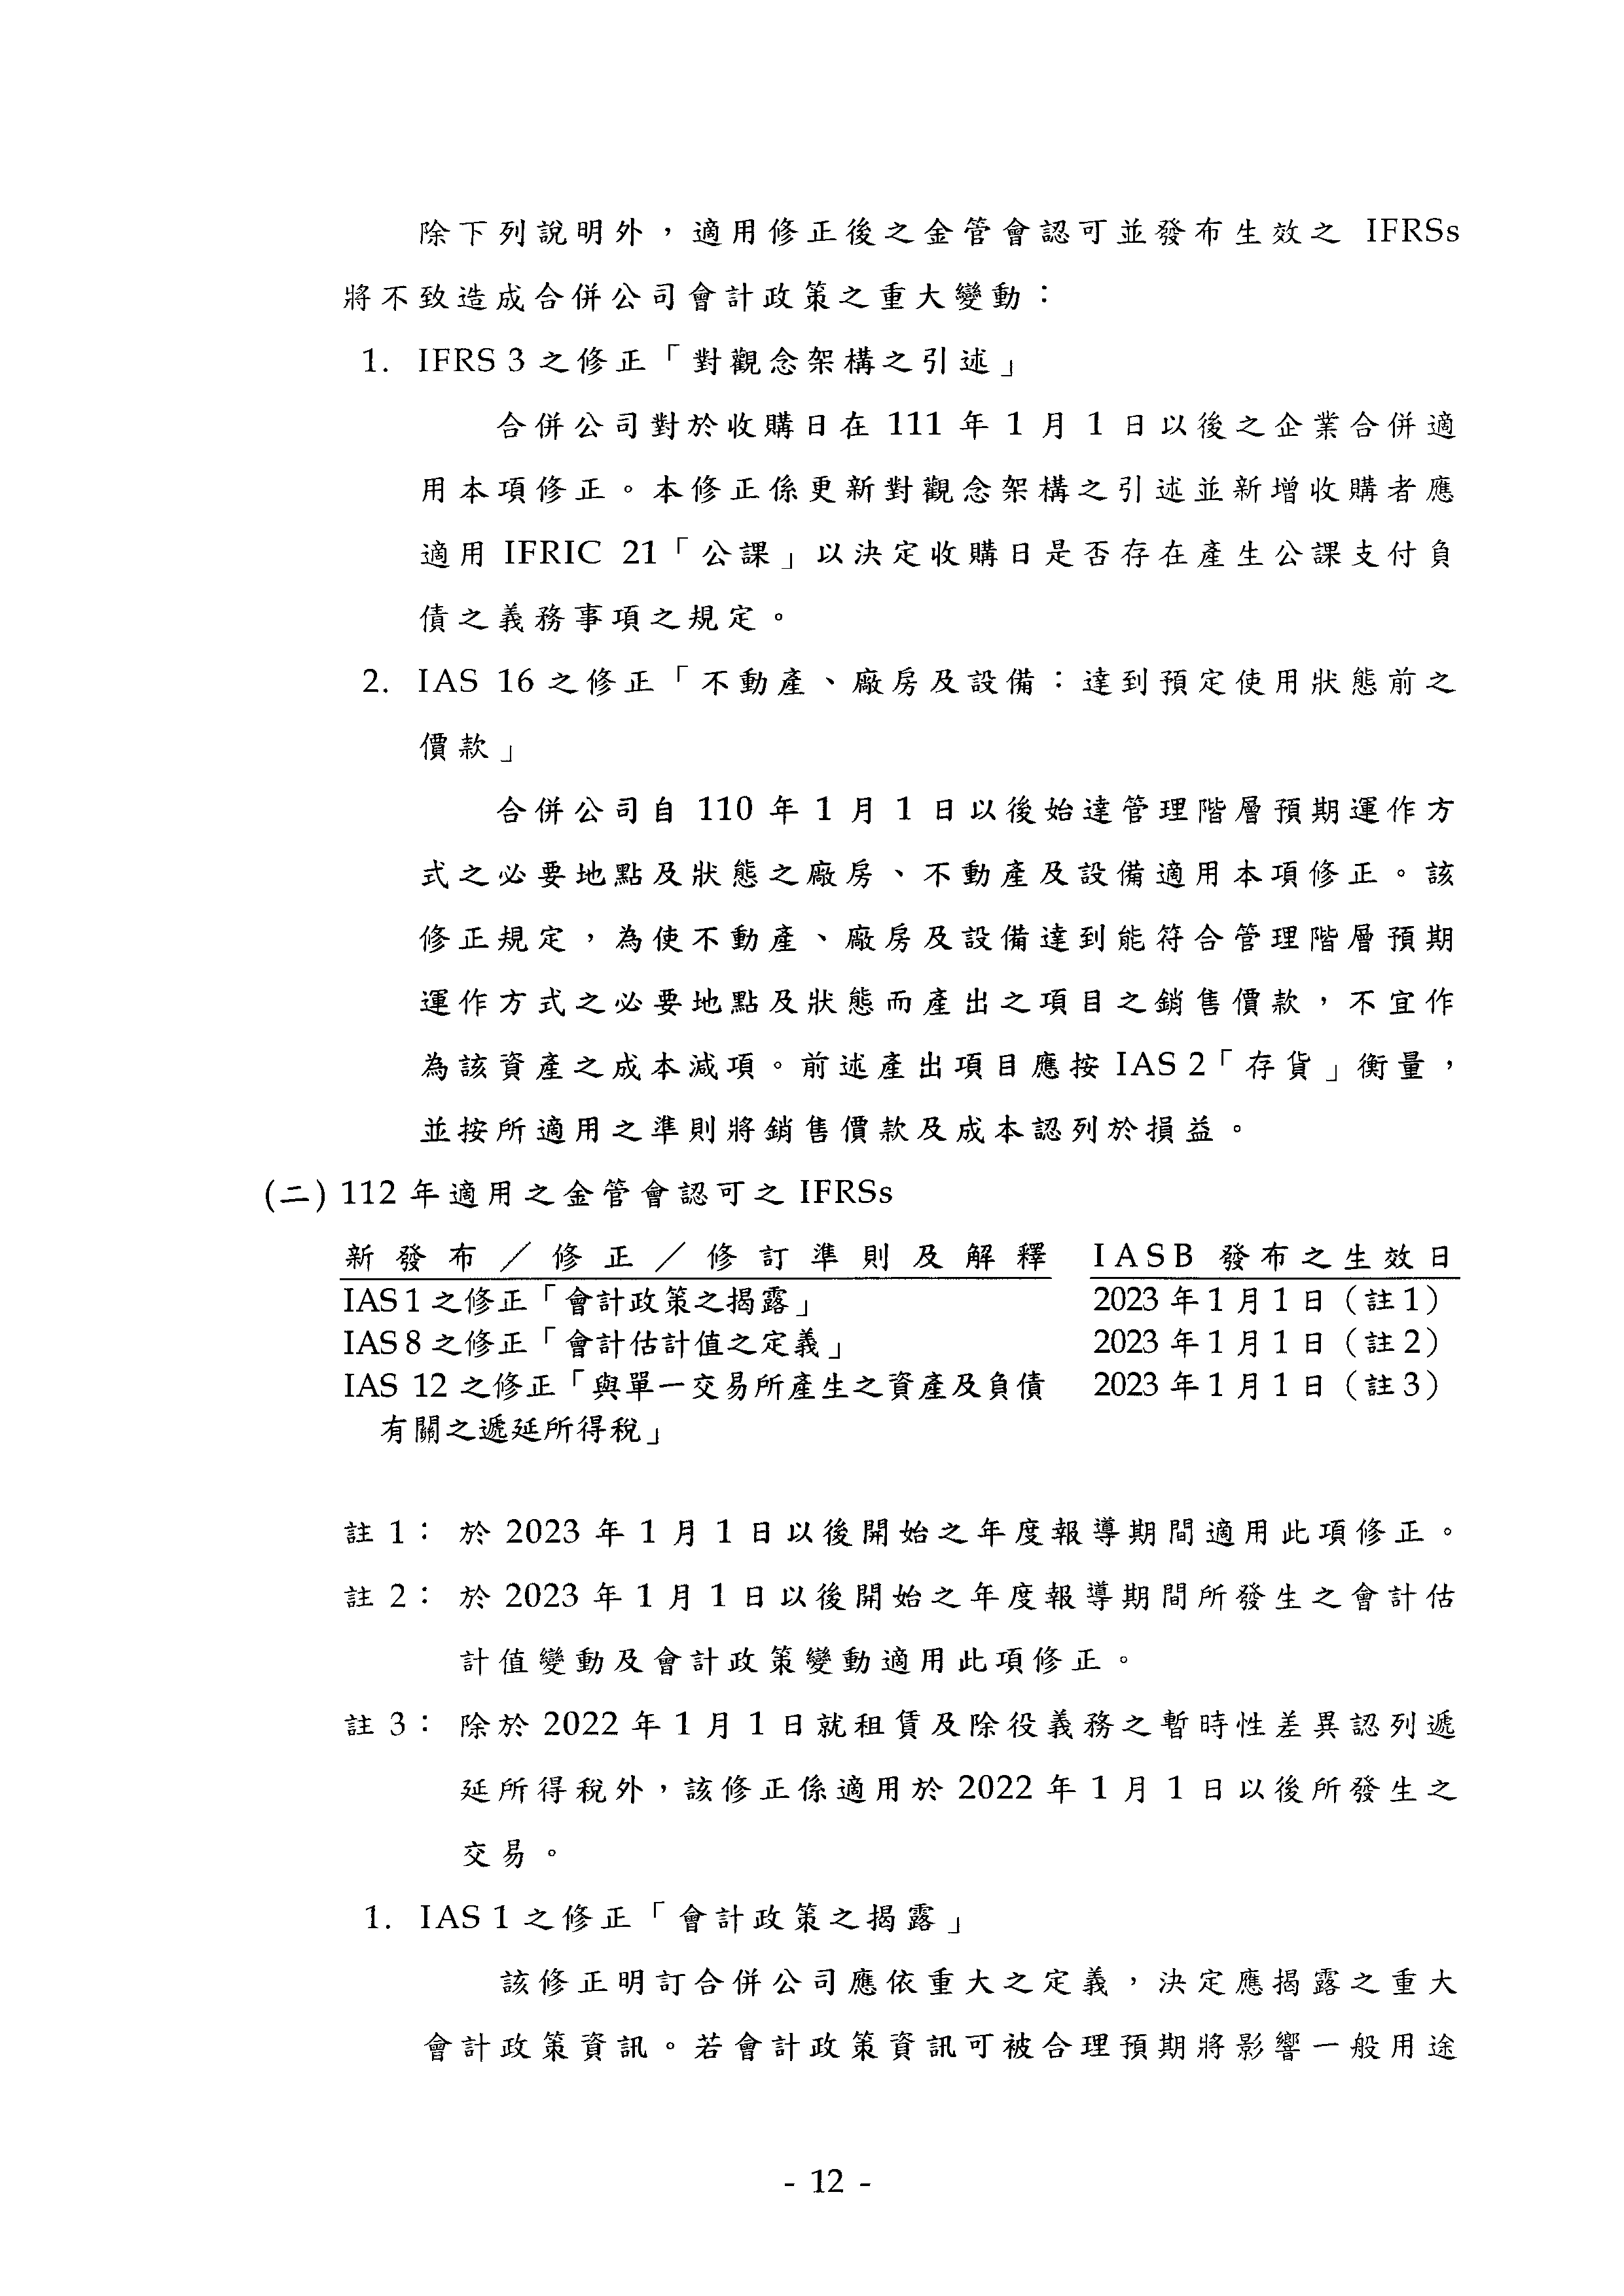 除下列說明外，適用修正後之金管會認可並發布生效之 IFRSs
將不致造成合併公司會計政策之重大變動：
1. IFRS 3 之修正「對觀念架構之引述」
合併公司對於收購日在 111 年 1 月 1 日以後之企業合併適
用本項修正。本修正係更新對觀念架構之引述並新增收購者應
適用 IFRIC 21「公課」以決定收購日是否存在產生公課支付負
債之義務事項之規定。
2. IAS 16 之修正「不動產、廠房及設備：達到預定使用狀態前之
價款」
合併公司自 110 年 1 月 1 日以後始達管理階層預期運作方
式之必要地點及狀態之廠房、不動產及設備適用本項修正。該
修正規定，為使不動產、廠房及設備達到能符合管理階層預期
運作方式之必要地點及狀態而產出之項目之銷售價款，不宜作
為該資產之成本減項。前述產出項目應按 IAS 2「存貨」衡量，
並按所適用之準則將銷售價款及成本認列於損益。
(二) 112 年適用之金管會認可之 IFRSs
新發布／修正／修訂準則及解釋 IASB 發布之生效日
IAS 1 之修正「會計政策之揭露」 2023 年 1 月 1 日（註 1）
IAS 8 之修正「會計估計值之定義」 2023 年 1 月 1 日（註 2）
IAS 12 之修正「與單一交易所產生之資產及負債 2023 年 1 月 1 日（註 3）
有關之遞延所得稅」
註 1： 於 2023 年 1 月 1 日以後開始之年度報導期間適用此項修正。
註 2： 於 2023 年 1 月 1 日以後開始之年度報導期間所發生之會計估
計值變動及會計政策變動適用此項修正。
註 3： 除於 2022 年 1 月 1 日就租賃及除役義務之暫時性差異認列遞
延所得稅外，該修正係適用於 2022 年 1 月 1 日以後所發生之
交易。
1. IAS 1 之修正「會計政策之揭露」
該修正明訂合併公司應依重大之定義，決定應揭露之重大
會計政策資訊。若會計政策資訊可被合理預期將影響一般用途
- 12 -